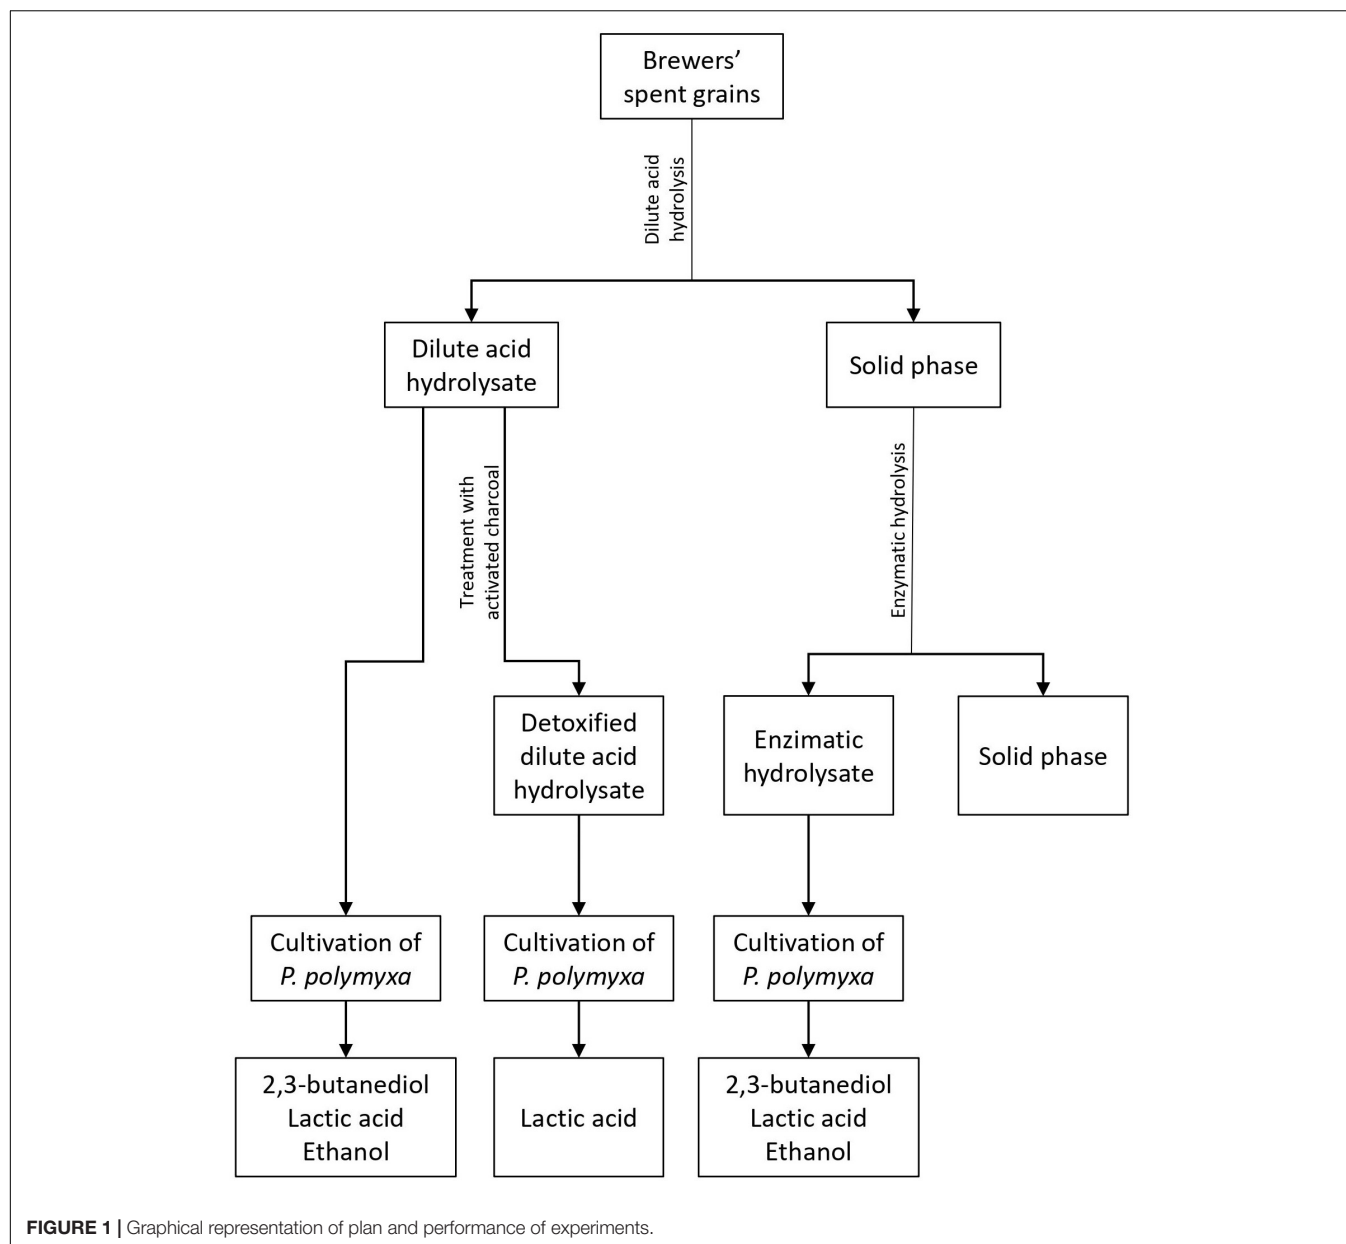 Brewers’
spent grains
Dilute acid
hydrolysis
Dilute acid
hydrolysate
Solid phase
Treatment with
activated charcoal
Enzymatic hydrolysis
Detoxified
dilute acid
hydrolysate
Enzimatic
hydrolysate
Solid phase
Cultivation of
P. polymyxa
Cultivation of
P. polymyxa
Cultivation of
P. polymyxa
2,3-butanediol
Lactic acid
Ethanol
Lactic acid
2,3-butanediol
Lactic acid
Ethanol
FIGURE 1 | Graphical representation of plan and performance of experiments.